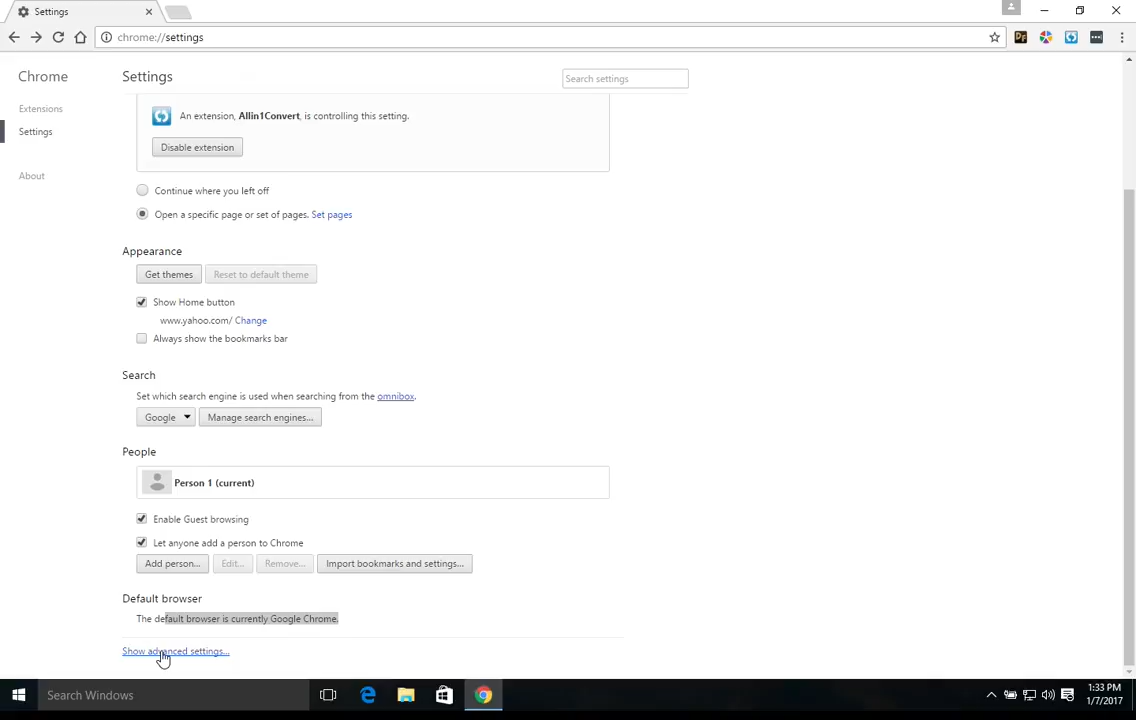 Settings
chrome://settings
Chrome
Settings
Search settings
Extensions
Settings
About
An extension, Allin1Convert, is controlling this setting.
Disable extension
Continue where you left off
Open a specific page or set of pages. Set pages
Appearance
Get themes
Reset to default theme
Show Home button
www.yahoo.com/ Change
Always show the bookmarks bar
Search
Set which search engine is used when searching from the omnibox.
Google
Manage search engines...
People
Person 1 (current)
Enable Guest browsing
Let anyone add a person to Chrome
Add person...
Edit...
Remove...
Import bookmarks and settings...
Default browser
The default browser is currently Google Chrome.
Show advanced settings...
Search Windows
1:33 PM
1/7/2017